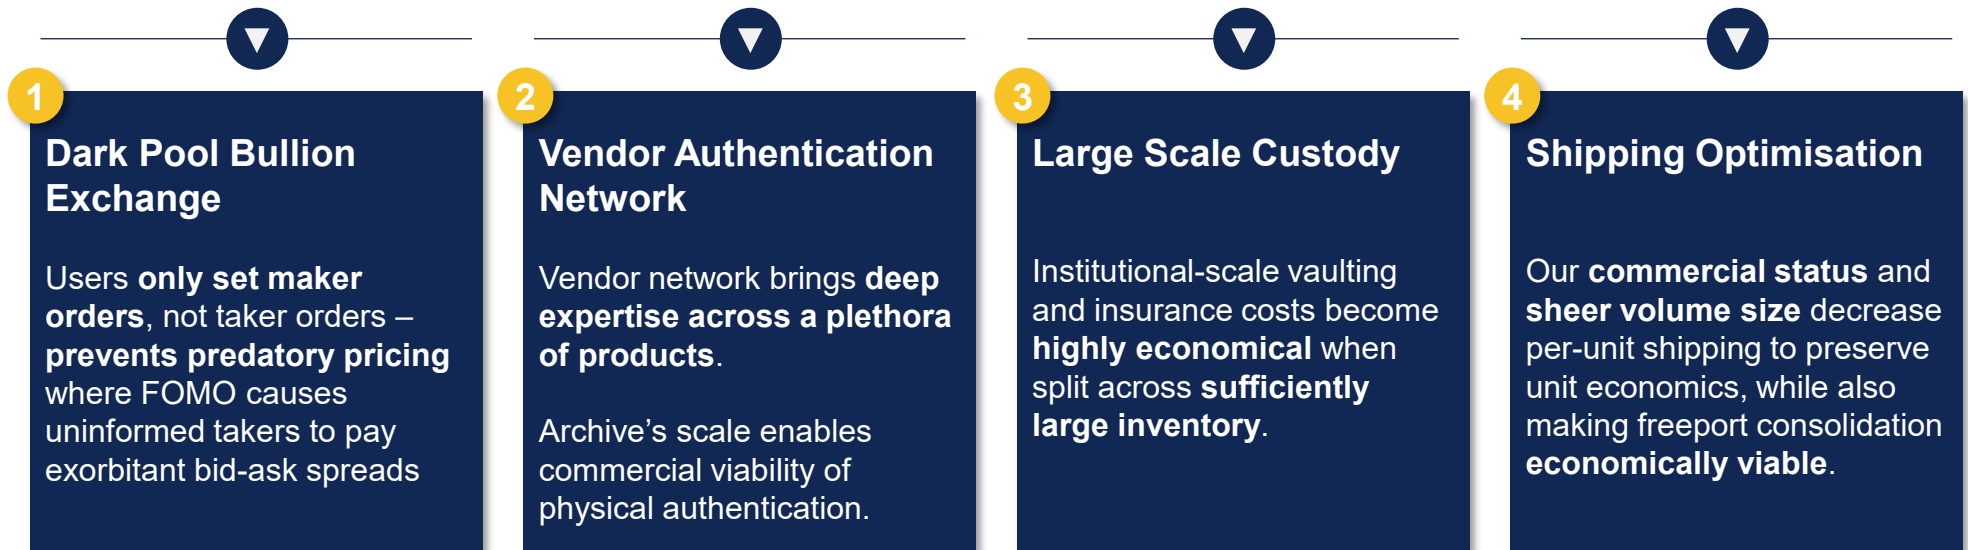 1
Dark Pool Bullion
Exchange
Users only set maker
orders, not taker orders –
prevents predatory pricing
where FOMO causes
uninformed takers to pay
exorbitant bid-ask spreads
2
Vendor Authentication
Network
Vendor network brings deep
expertise across a plethora
of products.
Archive’s scale enables
commercial viability of
physical authentication.
3
Large Scale Custody
Institutional-scale vaulting
and insurance costs become
highly economical when
split across sufficiently
large inventory.
4
Shipping Optimisation
Our commercial status and
sheer volume size decrease
per-unit shipping to preserve
unit economics, while also
making freeport consolidation
economically viable.